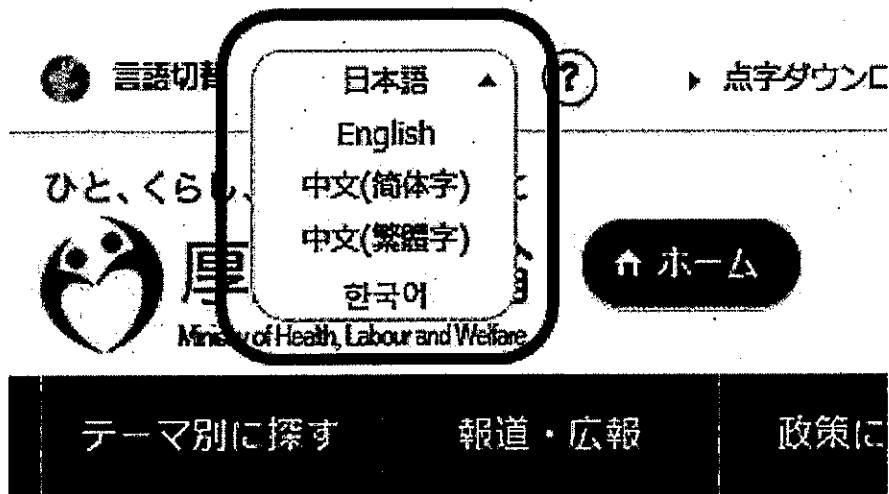 言語切替
日本語 ▲
?
点字ダウンロ
English
ひと、くらし、
中文(简体字)
中文(繁體字)
한국어
厚
ホーム
Ministry of Health, Labour and Welfare
テーマ別に探す
報道・広報
政策に